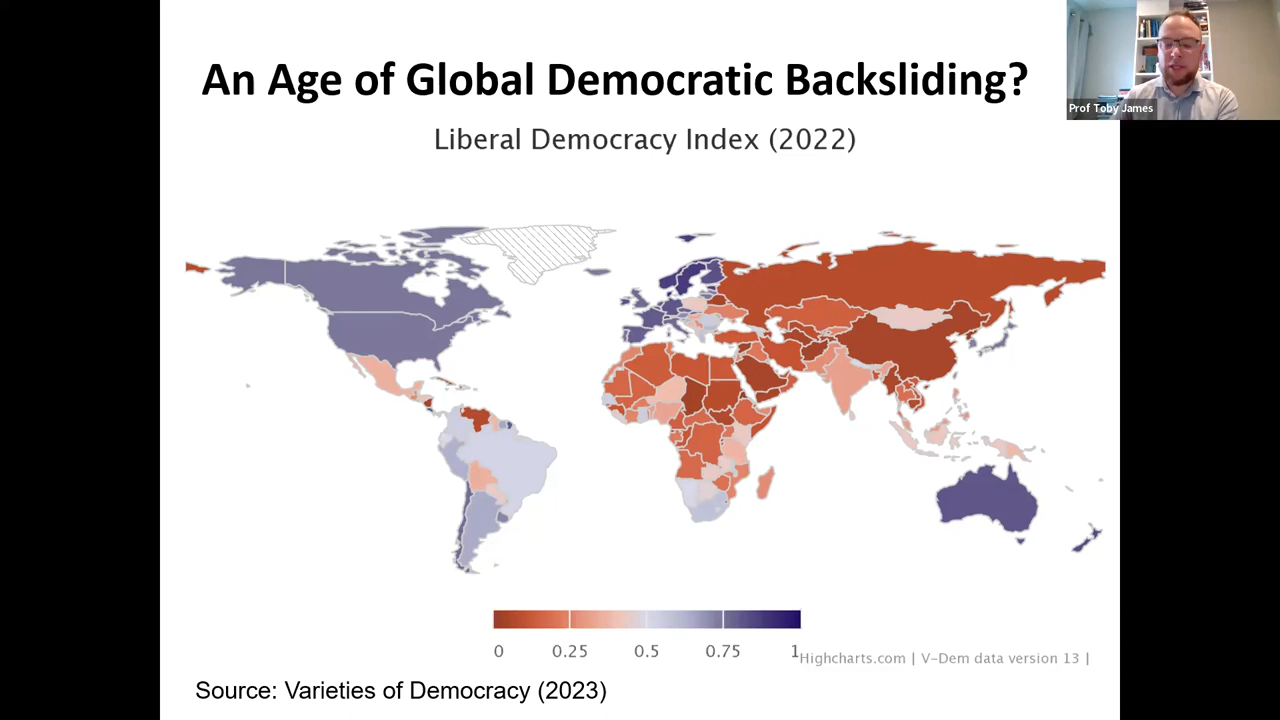 An Age of Global Democratic Backsliding?
Prof Toby James
Liberal Democracy Index (2022)
0 0.25 0.5 0.75 1
Highcharts.com | V-Dem data version 13 |
Source: Varieties of Democracy (2023)